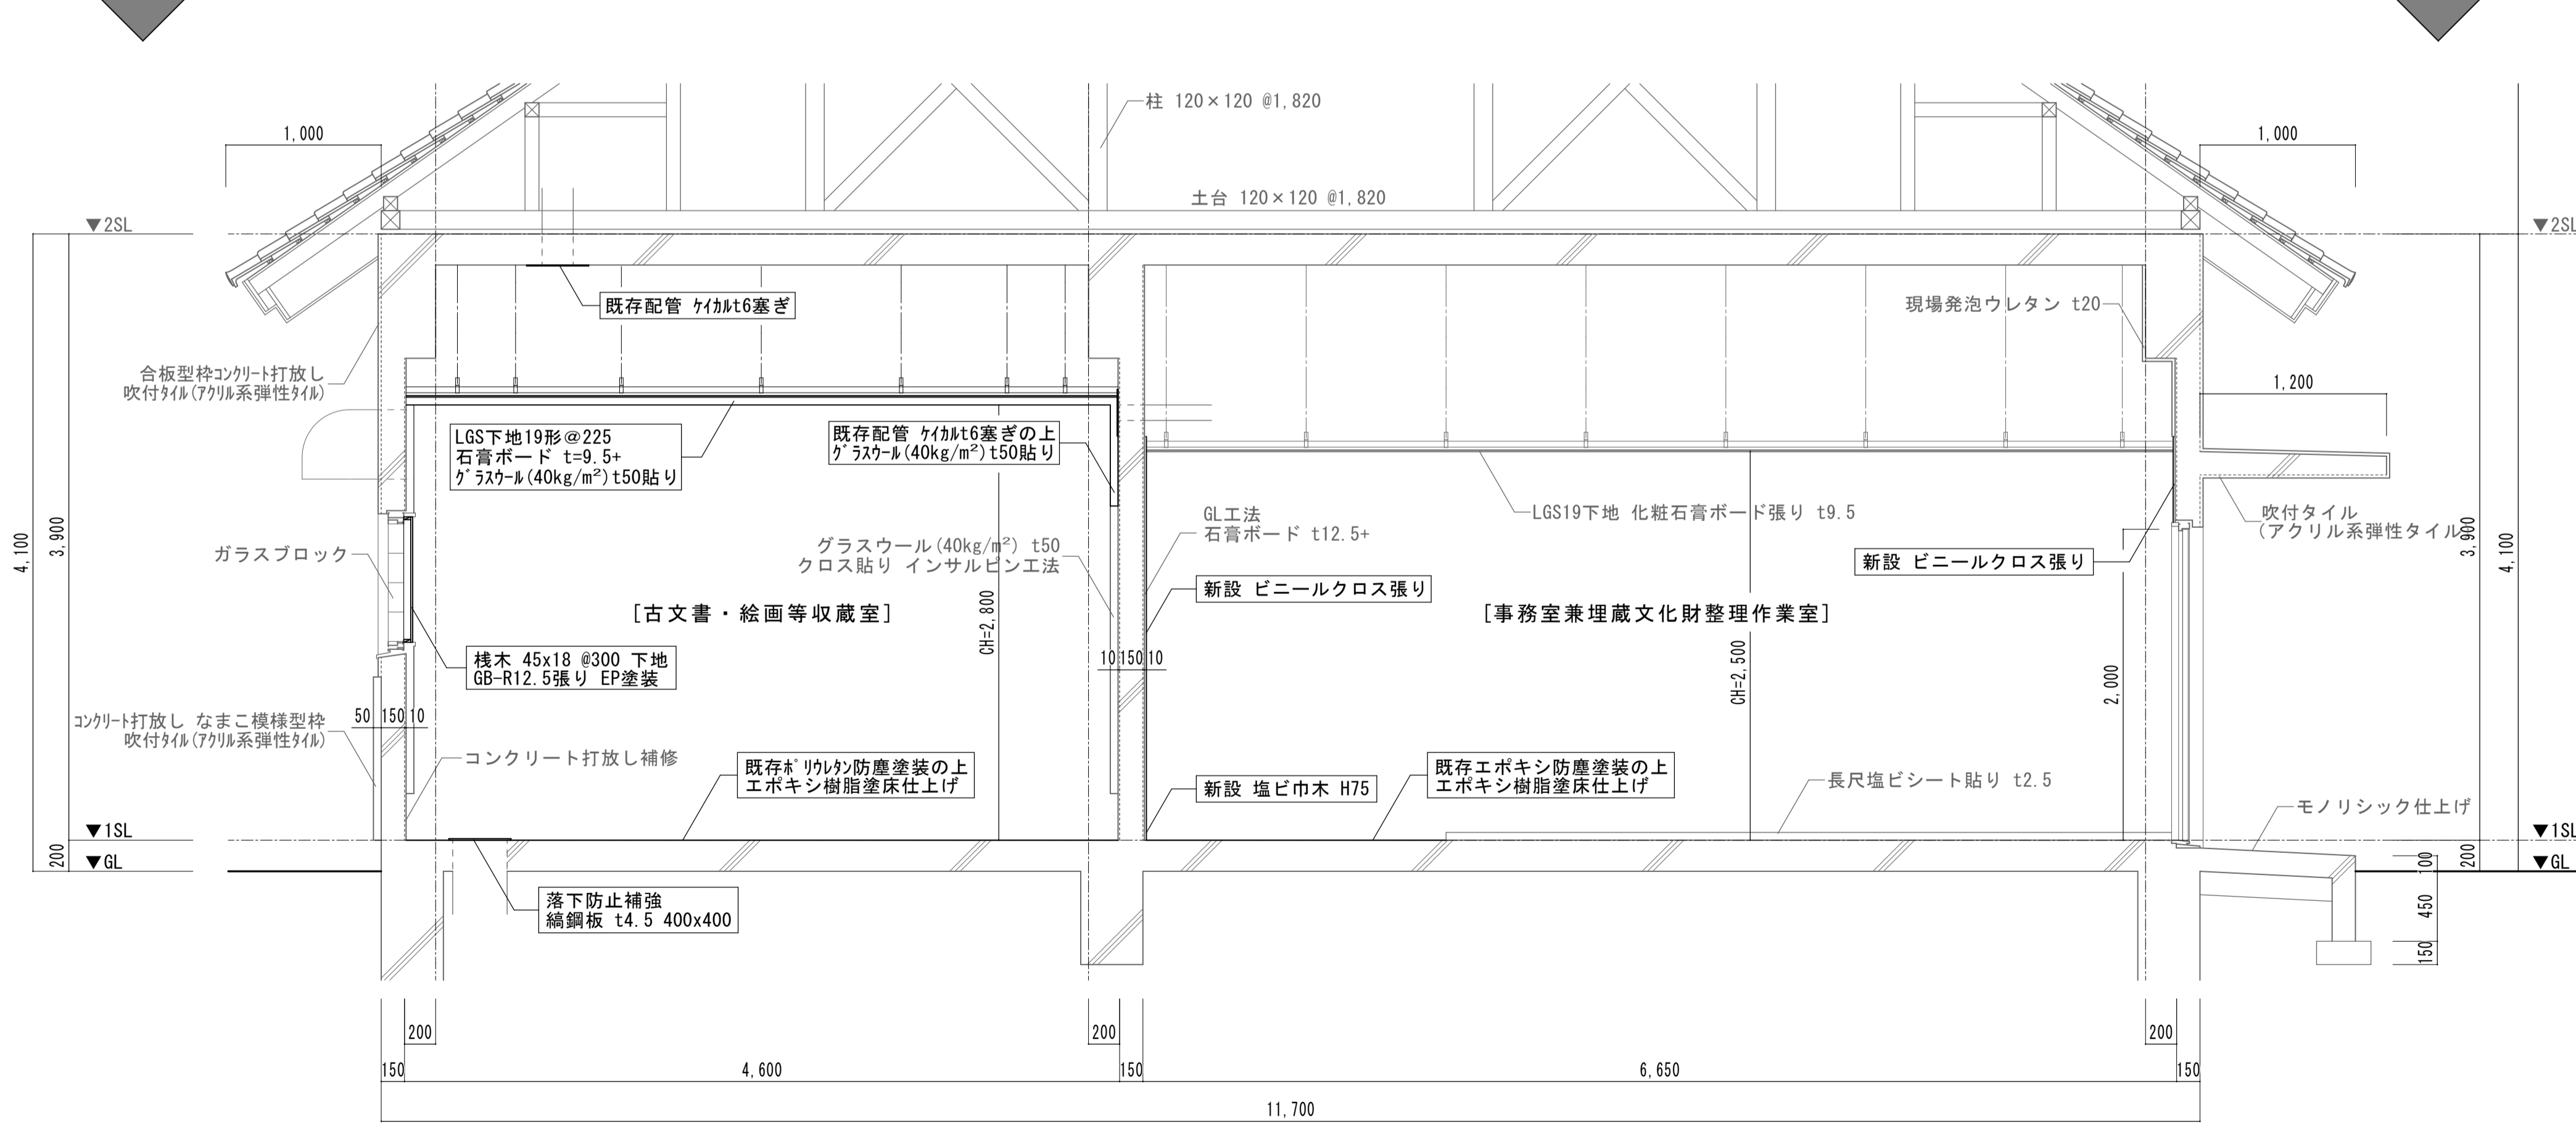 柱 120×120 @1,820
1,000
1,000
土台 120×120 @1,820
▼2SL
▼2SL
既存配管 ｹｲｶﾙt6塞ぎ
現場発泡ウレタン t20
合板型枠ｺﾝｸﾘｰﾄ打放し
吹付ﾀｲﾙ(ｱｸﾘﾙ系弾性ﾀｲﾙ)
1,200
LGS下地19形@225
石膏ボード t=9.5+
ｸﾞﾗｽｳｰﾙ(40kg/m²)t50貼り
既存配管 ｹｲｶﾙt6塞ぎの上
ｸﾞﾗｽｳｰﾙ(40kg/m²)t50貼り
GL工法
石膏ボード t12.5+
LGS19下地 化粧石膏ボード張り t9.5
吹付タイル
(アクリル系弾性タイル)
4,100
3,900
ガラスブロック
グラスウール(40kg/m²) t50
クロス貼り インサルピン工法
新設 ビニールクロス張り
新設 ビニールクロス張り
3,900
4,100
[古文書・絵画等収蔵室]
CH=2,800
[事務室兼埋蔵文化財整理作業室]
CH=2,500
2,000
桟木 45x18 @300 下地
GB-R12.5張り EP塗装
10 150 10
50 150 10
ｺﾝｸﾘｰﾄ打放し なまこ模様型枠
吹付ﾀｲﾙ(ｱｸﾘﾙ系弾性ﾀｲﾙ)
コンクリート打放し補修
既存ﾎﾟﾘｳﾚﾀﾝ防塵塗装の上
エポキシ樹脂塗床仕上げ
新設 塩ビ巾木 H75
既存エポキシ防塵塗装の上
エポキシ樹脂塗床仕上げ
長尺塩ビシート貼り t2.5
モノリシック仕上げ
▼1SL
▼1SL
200
▼GL
100
200
▼GL
落下防止補強
縞鋼板 t4.5 400x400
450
150
200
200
200
150
4,600
150
6,650
150
11,700